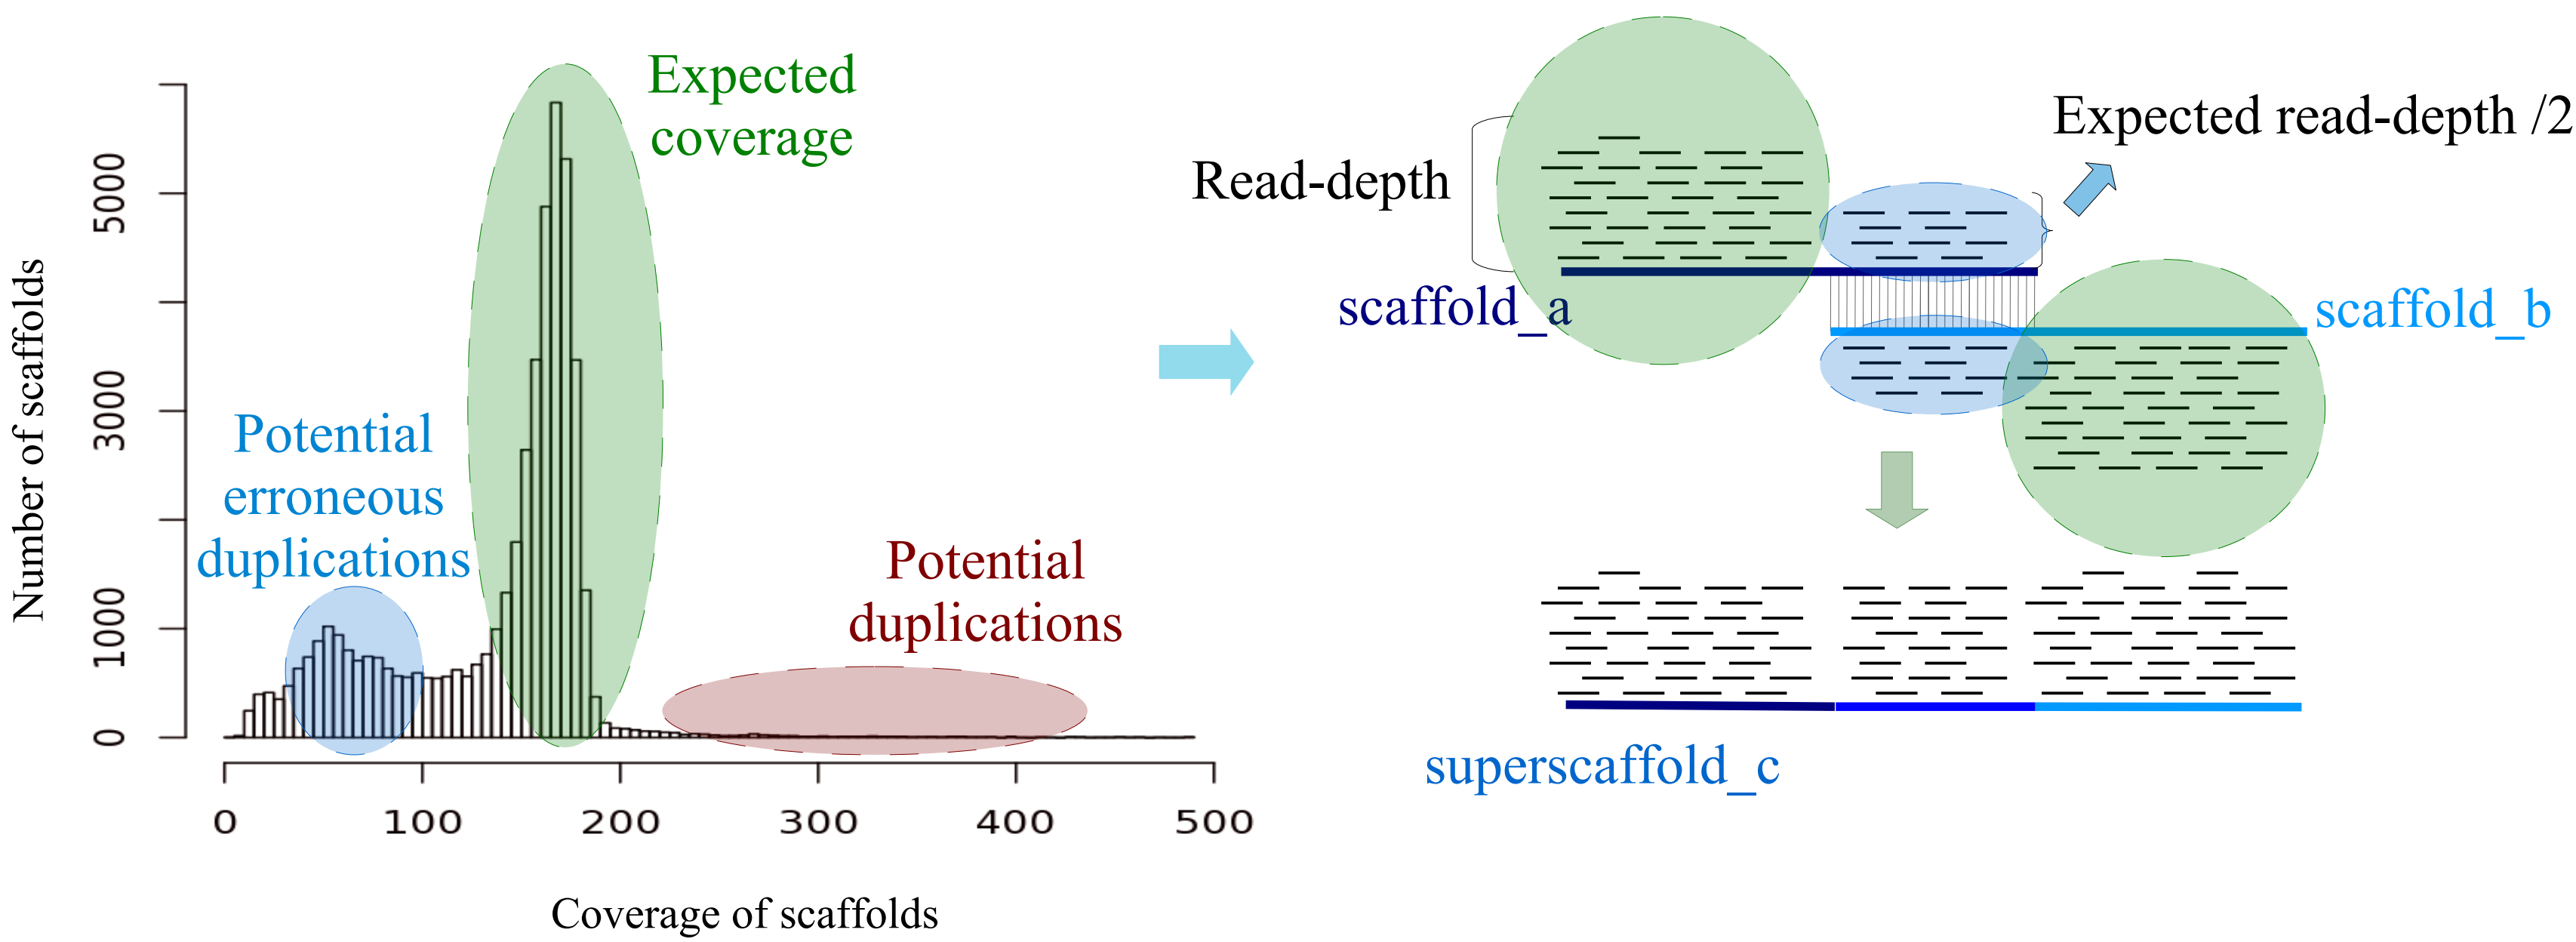 Expected
coverage
Potential
erroneous
duplications
Potential
duplications
Number of scaffolds
0
1000
3000
5000
0 100 200 300 400 500
Coverage of scaffolds
Expected read-depth /2
Read-depth
scaffold_a
scaffold_b
superscaffold_c